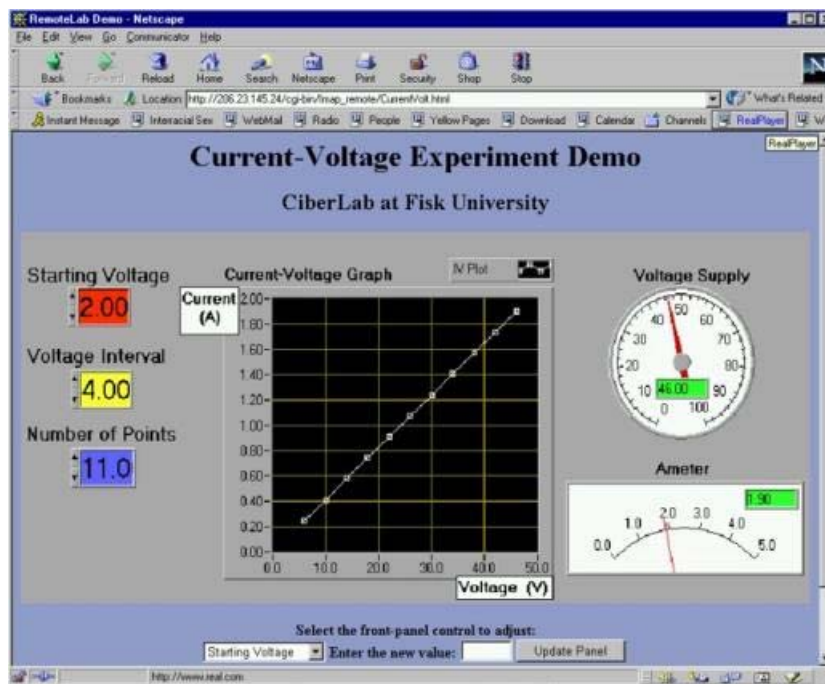 RemoteLab Demo - Netscape
File Edit View Go Communicator Help
Back Forward Reload Home Search Netscape Print Security Shop Stop
Bookmarks Location http://206.23.145.24/cgi-bin/lmap_remote/CurrentVolt.html What's Related
Instant Message Interracial Sex WebMail Radio People Yellow Pages Download Calendar Channels RealPlayer
RealPlayer
Current-Voltage Experiment Demo
CiberLab at Fisk University
Starting Voltage
2.00
Voltage Interval
4.00
Number of Points
11.0
Current-Voltage Graph
IV Plot
Current
(A)
2.00
1.80
1.60
1.40
1.20
1.00
0.80
0.60
0.40
0.20
0.00
0.0 10.0 20.0 30.0 40.0 50.0
Voltage (V)
Voltage Supply
0 10 20 30 40 50 60 70 80 90 100
46.00
Ameter
1.90
0.0 1.0 2.0 3.0 4.0 5.0
Select the front-panel control to adjust:
Starting Voltage Enter the new value: Update Panel
http://www.real.com